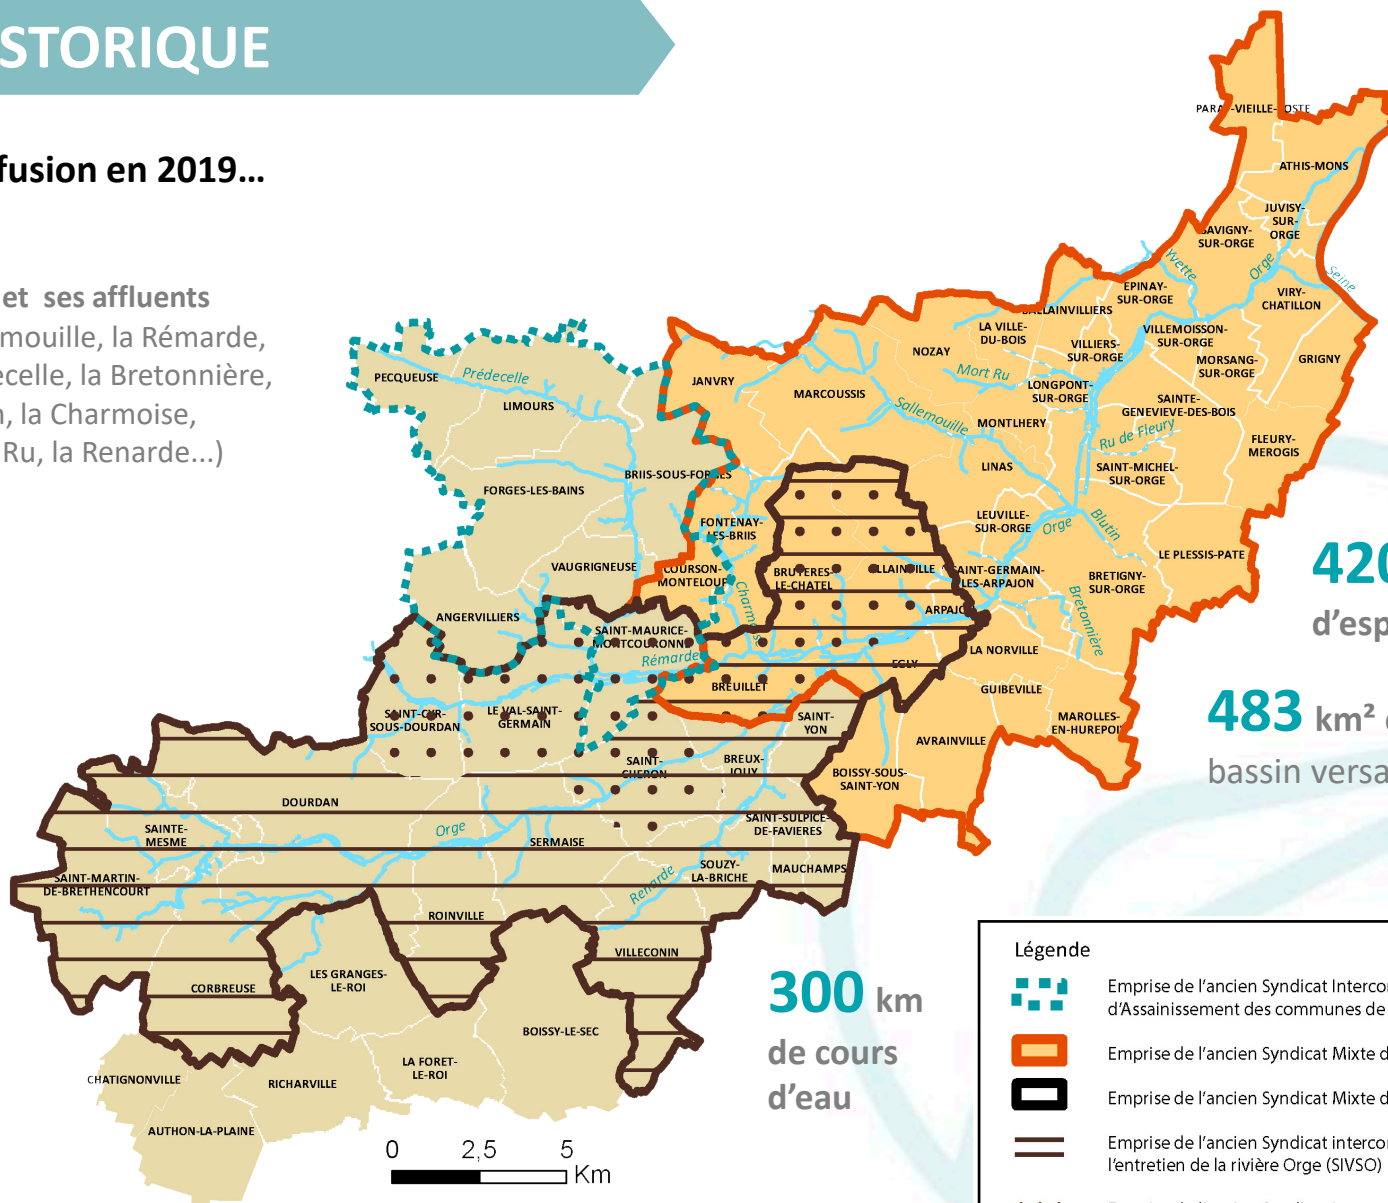 STORIQUE
fusion en 2019...
et ses affluents
mouille, la Rémarde,
ecelle, la Bretonnière,
n, la Charmoise,
Ru, la Renarde...)
ATHIS-MONS
JUVISY-
SUR-
ORGE
SAVIGNY-
SUR-ORGE
Yvette
Orge
Seine
VIRY-
CHATILLON
EPINAY-
SUR-ORGE
BALLAINVILLIERS
LA VILLE-
DU-BOIS
VILLIERS-
SUR-ORGE
VILLEMOISSON-
SUR-ORGE
MORSANG-
SUR-ORGE
GRIGNY
NOZAY
Mort Ru
LONGPONT-
SUR-ORGE
SAINTE-
GENEVIEVE-DES-BOIS
PECQUEUSE
Prédecelle
LIMOURS
JANVRY
MARCOUSSIS
Sallemouille
MONTLHERY
Ru de Fleury
FLEURY-
MEROGIS
LINAS
SAINT-MICHEL-
SUR-ORGE
BRIIS-SOUS-FORGES
FORGES-LES-BAINS
FONTENAY-
LES-BRIIS
LEUVILLE-
SUR-ORGE
Orge
Blutin
LE PLESSIS-PATE
VAUGRIGNEUSE
COURSON-
MONTELOUP
BRUYERES-
LE-CHATEL
OLLAINVILLE
SAINT-GERMAIN-
LES-ARPAJON
BRETIGNY-
SUR-ORGE
Bretonnière
ANGERVILLIERS
SAINT-MAURICE-
MONTCOURONNE
ARPAJON
Rémarde
EGLY
LA NORVILLE
BREUILLET
GUIBEVILLE
SAINT-CYR-
SOUS-DOURDAN
LE VAL-SAINT-
GERMAIN
SAINT-
YON
MAROLLES-
EN-HUREPOIX
AVRAINVILLE
SAINT-
CHERON
BREUX-
JOUY
BOISSY-SOUS-
SAINT-YON
DOURDAN
SAINTE-
MESME
Orge
SERMAISE
SAINT-SULPICE-
DE-FAVIERES
SOUZY-
LA-BRICHE
MAUCHAMPS
SAINT-MARTIN-
DE-BRETHENCOURT
Renarde
ROINVILLE
VILLECONIN
CORBREUSE
LES GRANGES-
LE-ROI
BOISSY-LE-SEC
LA FORET-
LE-ROI
CHATIGNONVILLE
RICHARVILLE
AUTHON-LA-PLAINE
0 2,5 5
Km
300 km
de cours
d'eau
420
d'esp
483 km²
bassin versa
Légende
Emprise de l'ancien Syndicat Interco
d'Assainissement des communes de
Emprise de l'ancien Syndicat Mixte d
Emprise de l'ancien Syndicat Mixte d
Emprise de l'ancien Syndicat interco
l'entretien de la rivière Orge (SIVSO)